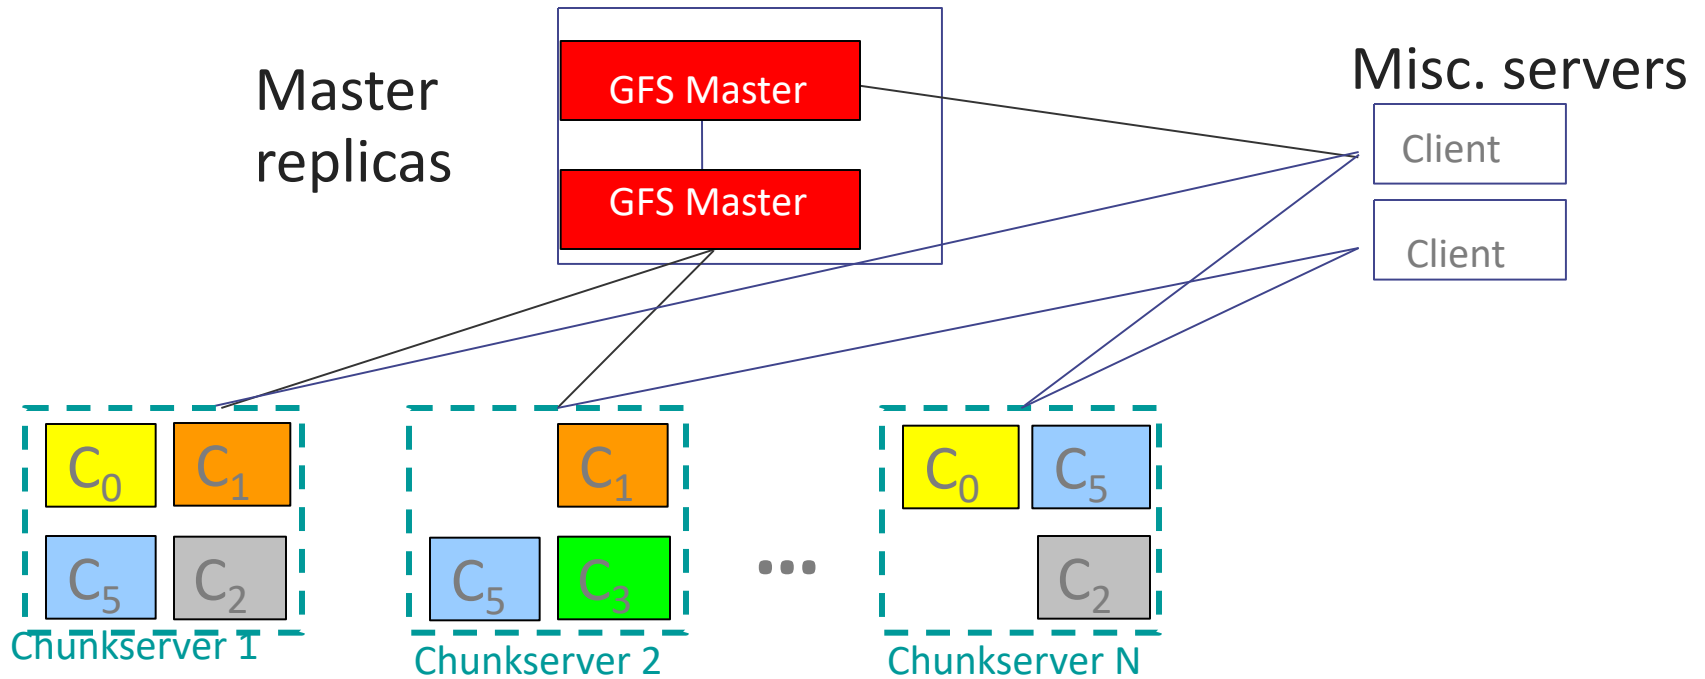 Master
replicas
GFS Master
GFS Master
Misc. servers
Client
Client
C0 C1
C5 C2
Chunkserver 1
C1
C5 C3
Chunkserver 2
...
C0 C5
C2
Chunkserver N